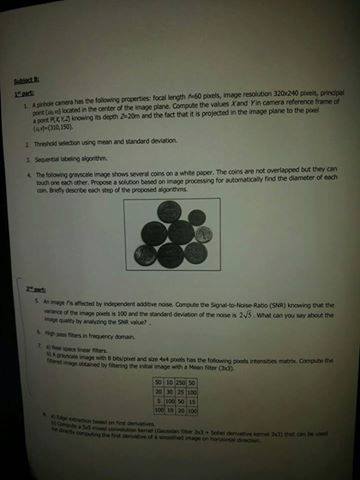 Subject B:
1st part:
1. A pinhole camera has the following properties: focal length f=60 pixels, image resolution 320x240 pixels, principal
point (u0,v0) located in the center of the image plane. Compute the values X and Y in camera reference frame of
a point P(X,Y,Z) knowing its depth Z=20m and the fact that it is projected in the image plane to the pixel
(u,v)=(310,150).
2. Threshold selection using mean and standard deviation.
3. Sequential labeling algorithm.
4. The following grayscale image shows several coins on a white paper. The coins are not overlapped but they can
touch one another. Propose a solution based on image processing for automatically find the diameter of each
coin. Briefly describe each step of the proposed algorithms.
2nd part:
5. An image I is affected by independent additive noise. Compute the Signal-to-Noise-Ratio (SNR) knowing that the
variance of the image pixels is 100 and the standard deviation of the noise is 2√5. What can you say about the
image quality by analyzing the SNR value?
6. High pass filters in frequency domain.
7. a) Real space linear filters.
b) A grayscale image with 8 bits/pixel and size 4x4 pixels has the following pixels intensities matrix. Compute the
filtered image obtained by filtering the initial image with a Mean filter (3x3).
50 10 250 50
20 30 25 100
5 100 50 15
100 15 20 100
8. a) Edge extraction based on first derivatives.
b) Compute a 5x5 mixed convolution kernel (Gaussian filter 3x3 + Sobel derivative kernel 3x3) that can be used
for directly computing the first derivative of a smoothed image on horizontal direction.